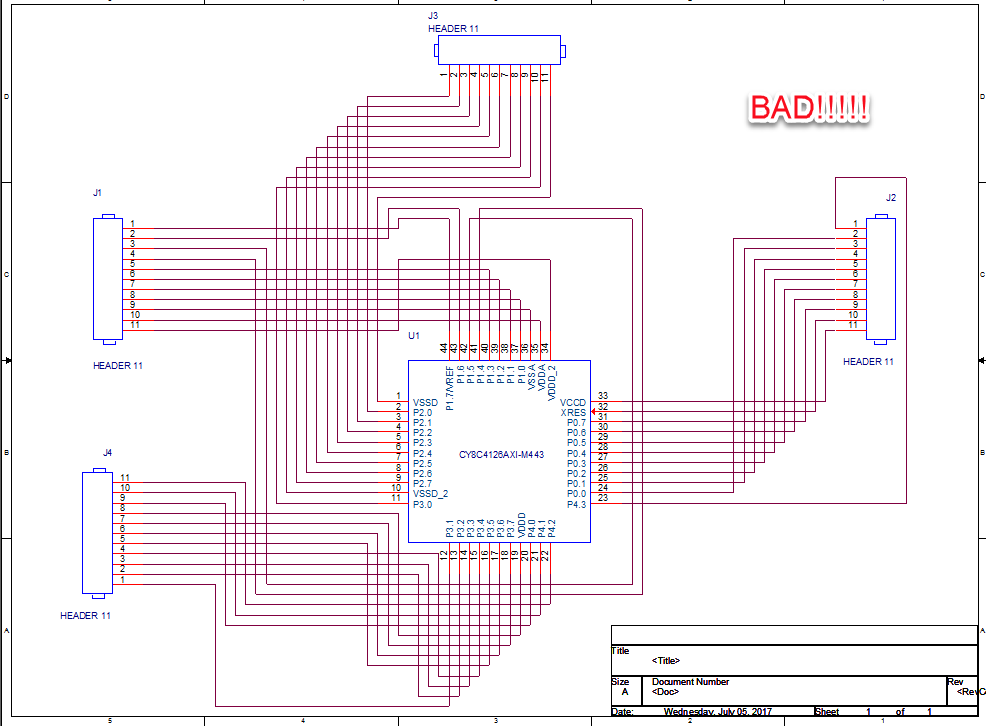 J3
HEADER 11
1 2 3 4 5 6 7 8 9 10 11
D
D
BAD!!!!!
J1
1
2
3
4
5
6
7
8
9
10
11
HEADER 11
J2
1
2
3
4
5
6
7
8
9
10
11
HEADER 11
C
C
U1
44 43 42 41 40 39 38 37 36 35 34
P1.7/VREF P1.6 P1.5 P1.4 P1.3 P1.2 P1.1 P1.0 VSSA VDDA VDDD_2
1 VSSD
2 P2.0
3 P2.1
4 P2.2
5 P2.3
6 P2.4
7 P2.5
8 P2.6
9 P2.7
10 VSSD_2
11 P3.0
VCCD 33
XRES 32
P0.7 31
P0.6 30
P0.5 29
P0.4 28
P0.3 27
P0.2 26
P0.1 25
P0.0 24
P4.3 23
CY8C4126AXI-M443
P3.1 P3.2 P3.3 P3.4 P3.5 P3.6 P3.7 VDDD P4.0 P4.1 P4.2
12 13 14 15 16 17 18 19 20 21 22
B
B
J4
11
10
9
8
7
6
5
4
3
2
1
HEADER 11
A
A
Title
<Title>
Size
A
Document Number
<Doc>
Rev
<RevC
Date:
Wednesday, July 05, 2017
Sheet
1 of 1
5
4
3
2
1